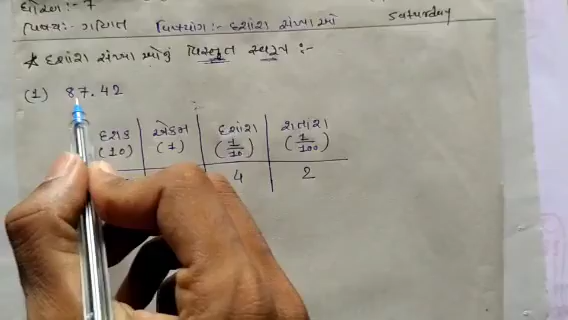 ધોરણ :- 7
વિષય :- ગણિત વિષયાંગ :- દશાંશ સંખ્યાઓ saturday
* દશાંશ સંખ્યાઓનું વિસ્તૃત સ્વરૂપ :-
(1) 87.42
દશક એકમ દશાંશ શતાંશ
(10) (1) (1/10) (1/100)
4 2